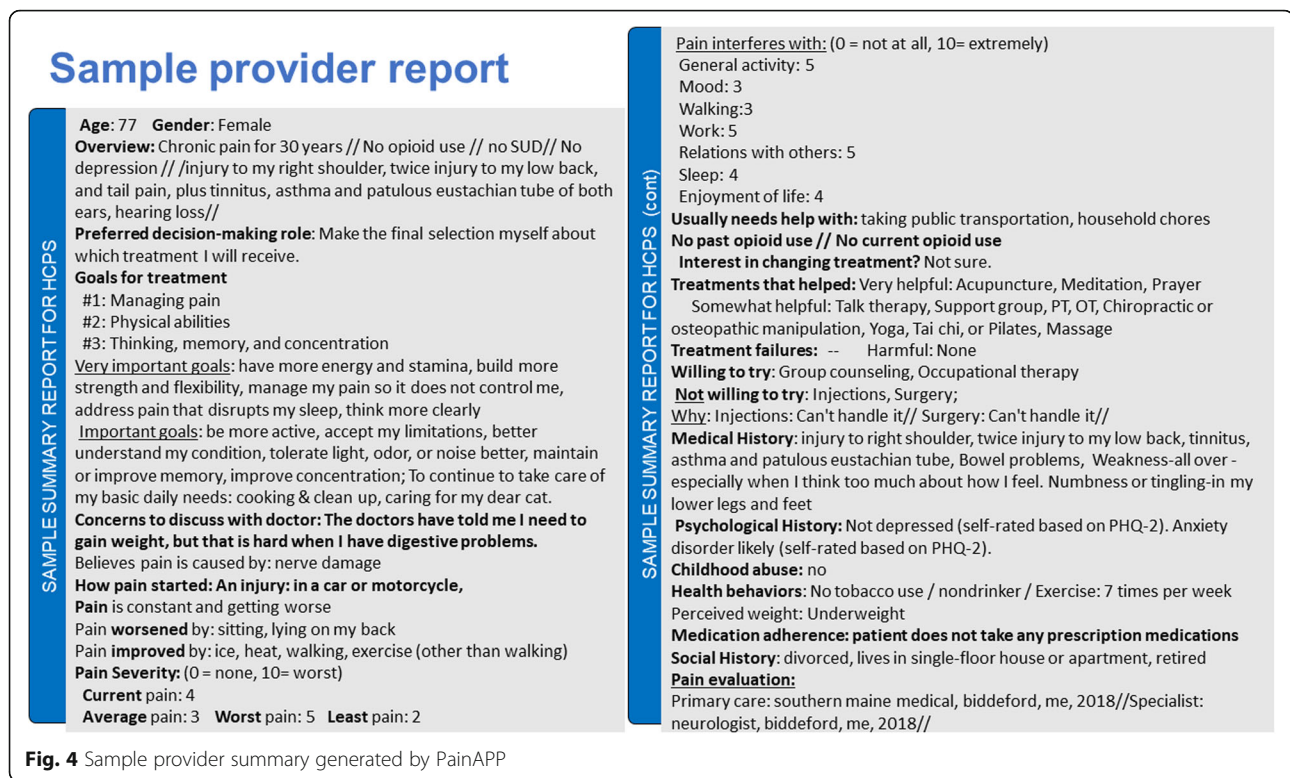 Sample provider report
SAMPLE SUMMARY REPORT FOR HCPS
Age: 77 Gender: Female
Overview: Chronic pain for 30 years // No opioid use // no SUD// No
depression // /injury to my right shoulder, twice injury to my low back,
and tail pain, plus tinnitus, asthma and patulous eustachian tube of both
ears, hearing loss//
Preferred decision-making role: Make the final selection myself about
which treatment I will receive.
Goals for treatment
#1: Managing pain
#2: Physical abilities
#3: Thinking, memory, and concentration
Very important goals: have more energy and stamina, build more
strength and flexibility, manage my pain so it does not control me,
address pain that disrupts my sleep, think more clearly
Important goals: be more active, accept my limitations, better
understand my condition, tolerate light, odor, or noise better, maintain
or improve memory, improve concentration; To continue to take care of
my basic daily needs: cooking & clean up, caring for my dear cat.
Concerns to discuss with doctor: The doctors have told me I need to
gain weight, but that is hard when I have digestive problems.
Believes pain is caused by: nerve damage
How pain started: An injury: in a car or motorcycle,
Pain is constant and getting worse
Pain worsened by: sitting, lying on my back
Pain improved by: ice, heat, walking, exercise (other than walking)
Pain Severity: (0 = none, 10= worst)
Current pain: 4
Average pain: 3 Worst pain: 5 Least pain: 2
SAMPLE SUMMARY REPORT FOR HCPS (cont)
Pain interferes with: (0 = not at all, 10= extremely)
General activity: 5
Mood: 3
Walking:3
Work: 5
Relations with others: 5
Sleep: 4
Enjoyment of life: 4
Usually needs help with: taking public transportation, household chores
No past opioid use // No current opioid use
Interest in changing treatment? Not sure.
Treatments that helped: Very helpful: Acupuncture, Meditation, Prayer
Somewhat helpful: Talk therapy, Support group, PT, OT, Chiropractic or
osteopathic manipulation, Yoga, Tai chi, or Pilates, Massage
Treatment failures: -- Harmful: None
Willing to try: Group counseling, Occupational therapy
Not willing to try: Injections, Surgery;
Why: Injections: Can't handle it// Surgery: Can't handle it//
Medical History: injury to right shoulder, twice injury to my low back, tinnitus,
asthma and patulous eustachian tube, Bowel problems, Weakness-all over -
especially when I think too much about how I feel. Numbness or tingling-in my
lower legs and feet
Psychological History: Not depressed (self-rated based on PHQ-2). Anxiety
disorder likely (self-rated based on PHQ-2).
Childhood abuse: no
Health behaviors: No tobacco use / nondrinker / Exercise: 7 times per week
Perceived weight: Underweight
Medication adherence: patient does not take any prescription medications
Social History: divorced, lives in single-floor house or apartment, retired
Pain evaluation:
Primary care: southern maine medical, biddeford, me, 2018//Specialist:
neurologist, biddeford, me, 2018//
Fig. 4 Sample provider summary generated by PainAPP